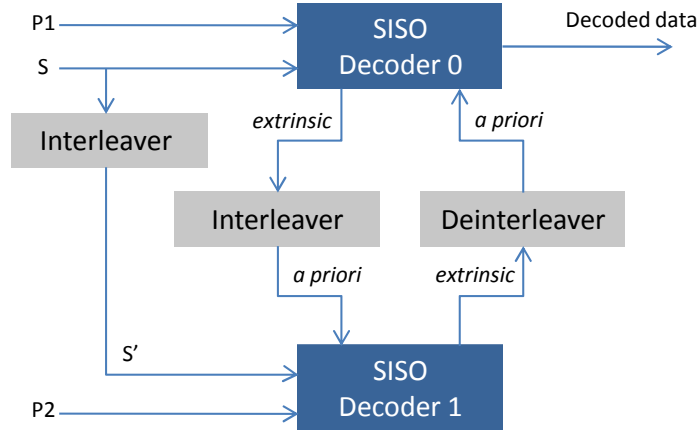 P1
SISO
Decoder 0
Decoded data
S
Interleaver
extrinsic
a priori
Interleaver
Deinterleaver
a priori
extrinsic
S’
SISO
Decoder 1
P2